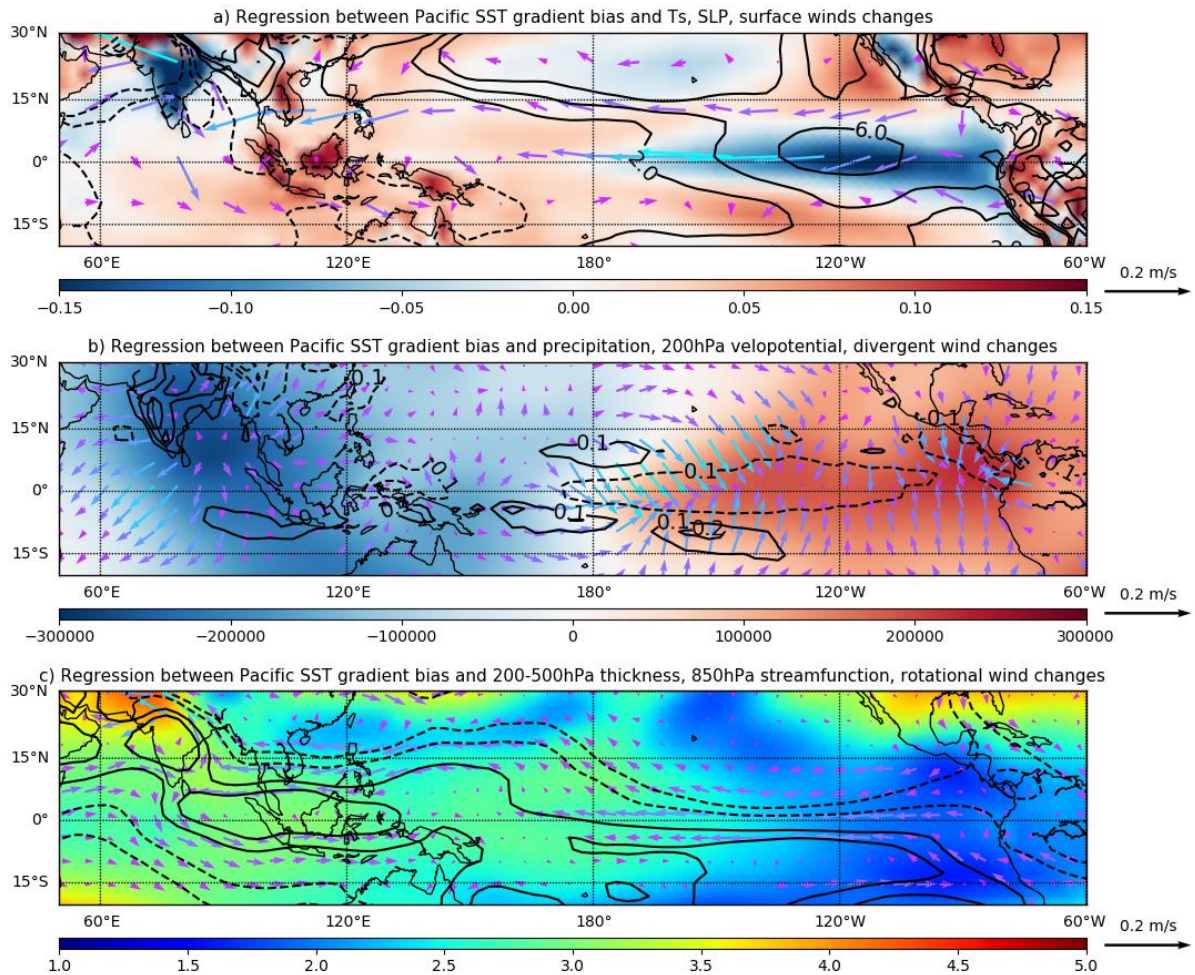 a) Regression between Pacific SST gradient bias and Ts, SLP, surface winds changes
30°N
15°N
0°
15°S
6.0
60°E 120°E 180° 120°W 60°W
0.2 m/s
−0.15 −0.10 −0.05 0.00 0.05 0.10 0.15
b) Regression between Pacific SST gradient bias and precipitation, 200hPa velopotential, divergent wind changes
30°N
0.1
15°N
0.1
0.1
0.1
0°
0.1
0.1
0.2
15°S
60°E 120°E 180° 120°W 60°W
0.2 m/s
−300000 −200000 −100000 0 100000 200000 300000
c) Regression between Pacific SST gradient bias and 200-500hPa thickness, 850hPa streamfunction, rotational wind changes
30°N
15°N
0°
15°S
60°E 120°E 180° 120°W 60°W
0.2 m/s
1.0 1.5 2.0 2.5 3.0 3.5 4.0 4.5 5.0